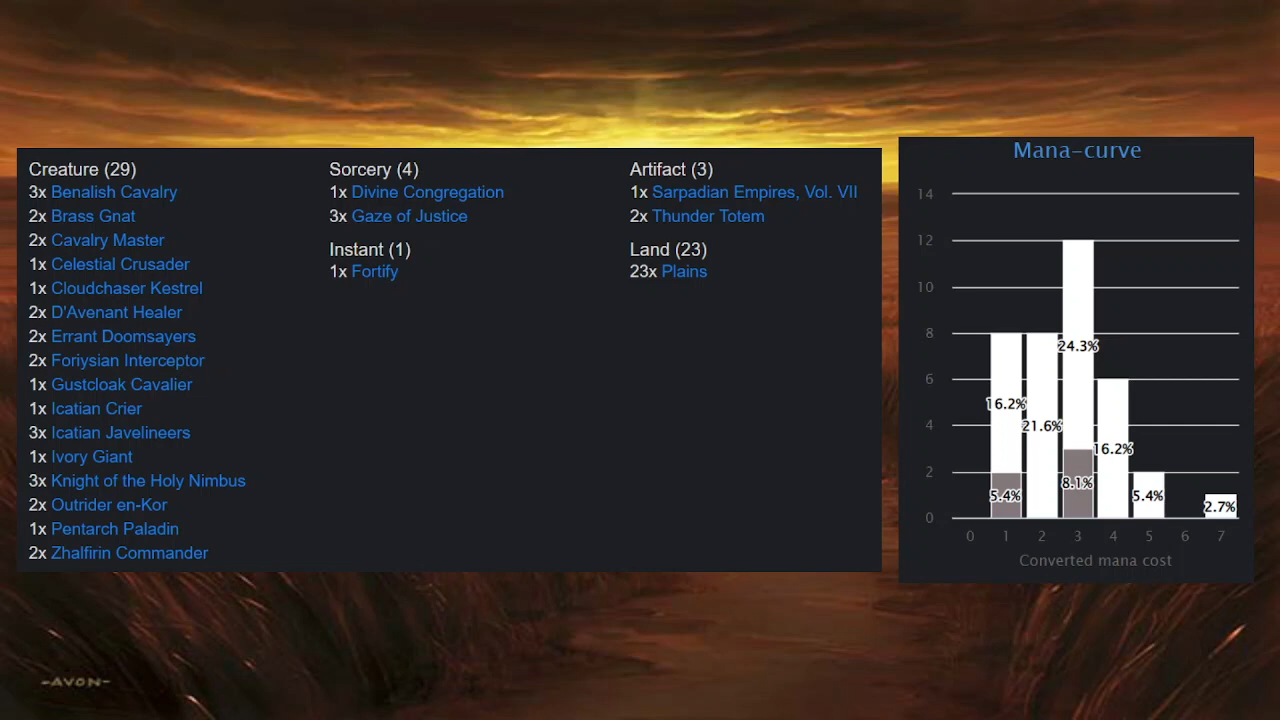 Creature (29)
3x Benalish Cavalry
2x Brass Gnat
2x Cavalry Master
1x Celestial Crusader
1x Cloudchaser Kestrel
2x D'Avenant Healer
2x Errant Doomsayers
2x Foriysian Interceptor
1x Gustcloak Cavalier
1x Icatian Crier
3x Icatian Javelineers
1x Ivory Giant
3x Knight of the Holy Nimbus
2x Outrider en-Kor
1x Pentarch Paladin
2x Zhalfirin Commander
Sorcery (4)
1x Divine Congregation
3x Gaze of Justice
Instant (1)
1x Fortify
Artifact (3)
1x Sarpadian Empires, Vol. VII
2x Thunder Totem
Land (23)
23x Plains
Mana-curve
14
12
10
8
6
4
2
0
24.3%
16.2%
21.6%
16.2%
8.1%
5.4%
5.4%
2.7%
0 1 2 3 4 5 6 7
Converted mana cost
-AVON-